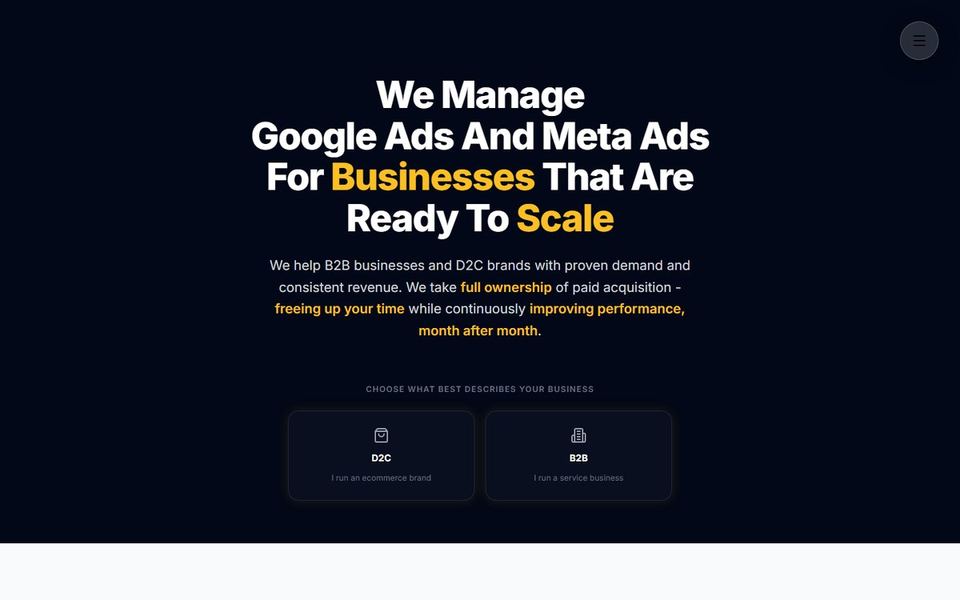 We Manage
Google Ads And Meta Ads
For Businesses That Are
Ready To Scale
We help B2B businesses and D2C brands with proven demand and
consistent revenue. We take full ownership of paid acquisition -
freeing up your time while continuously improving performance,
month after month.
CHOOSE WHAT BEST DESCRIBES YOUR BUSINESS
D2C
I run an ecommerce brand
B2B
I run a service business